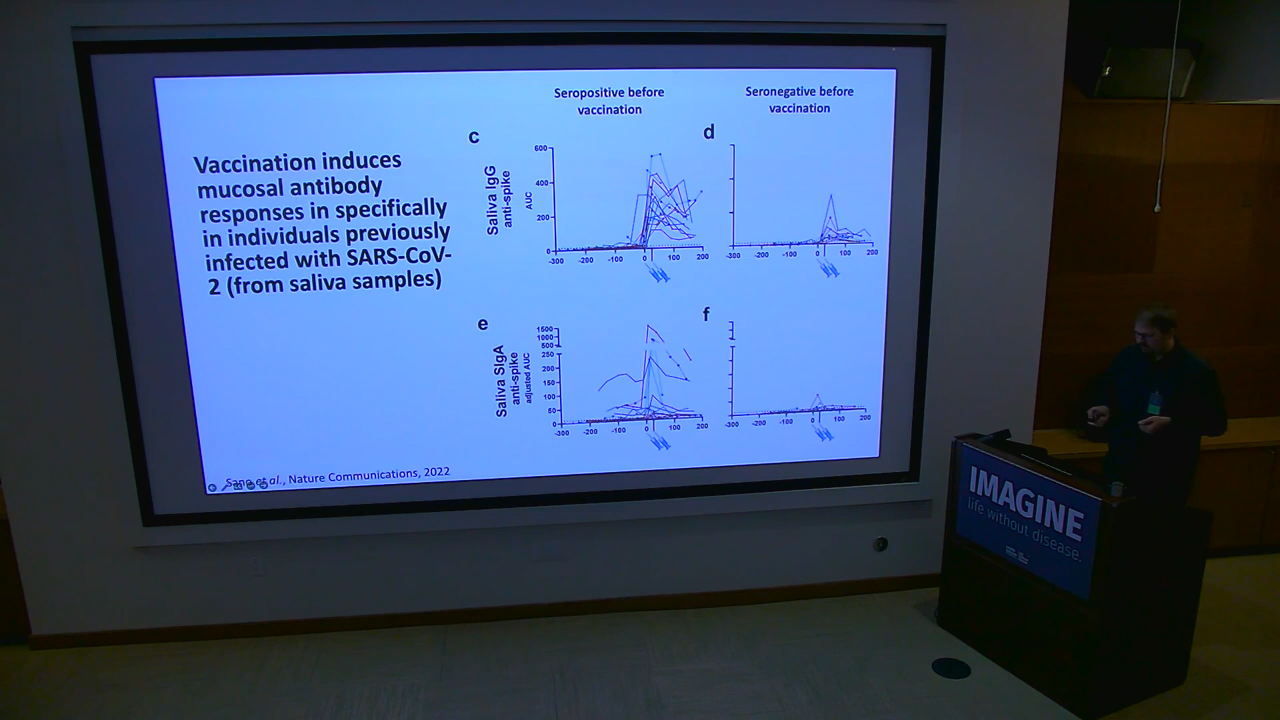 Seropositive before
vaccination
Seronegative before
vaccination
Vaccination induces
mucosal antibody
responses in specifically
in individuals previously
infected with SARS-CoV-
2 (from saliva samples)
c
Saliva IgG
anti-spike
AUC
600
400
200
0
-300 -200 -100 0 100 200
d
-300 -200 -100 0 100 200
e
Saliva SIgA
anti-spike
adjusted AUC
1500
1000
500
250
200
150
100
50
0
-300 -200 -100 0 100 200
f
-300 -200 -100 0 100 200
Sano et al., Nature Communications, 2022
IMAGINE
life without disease.